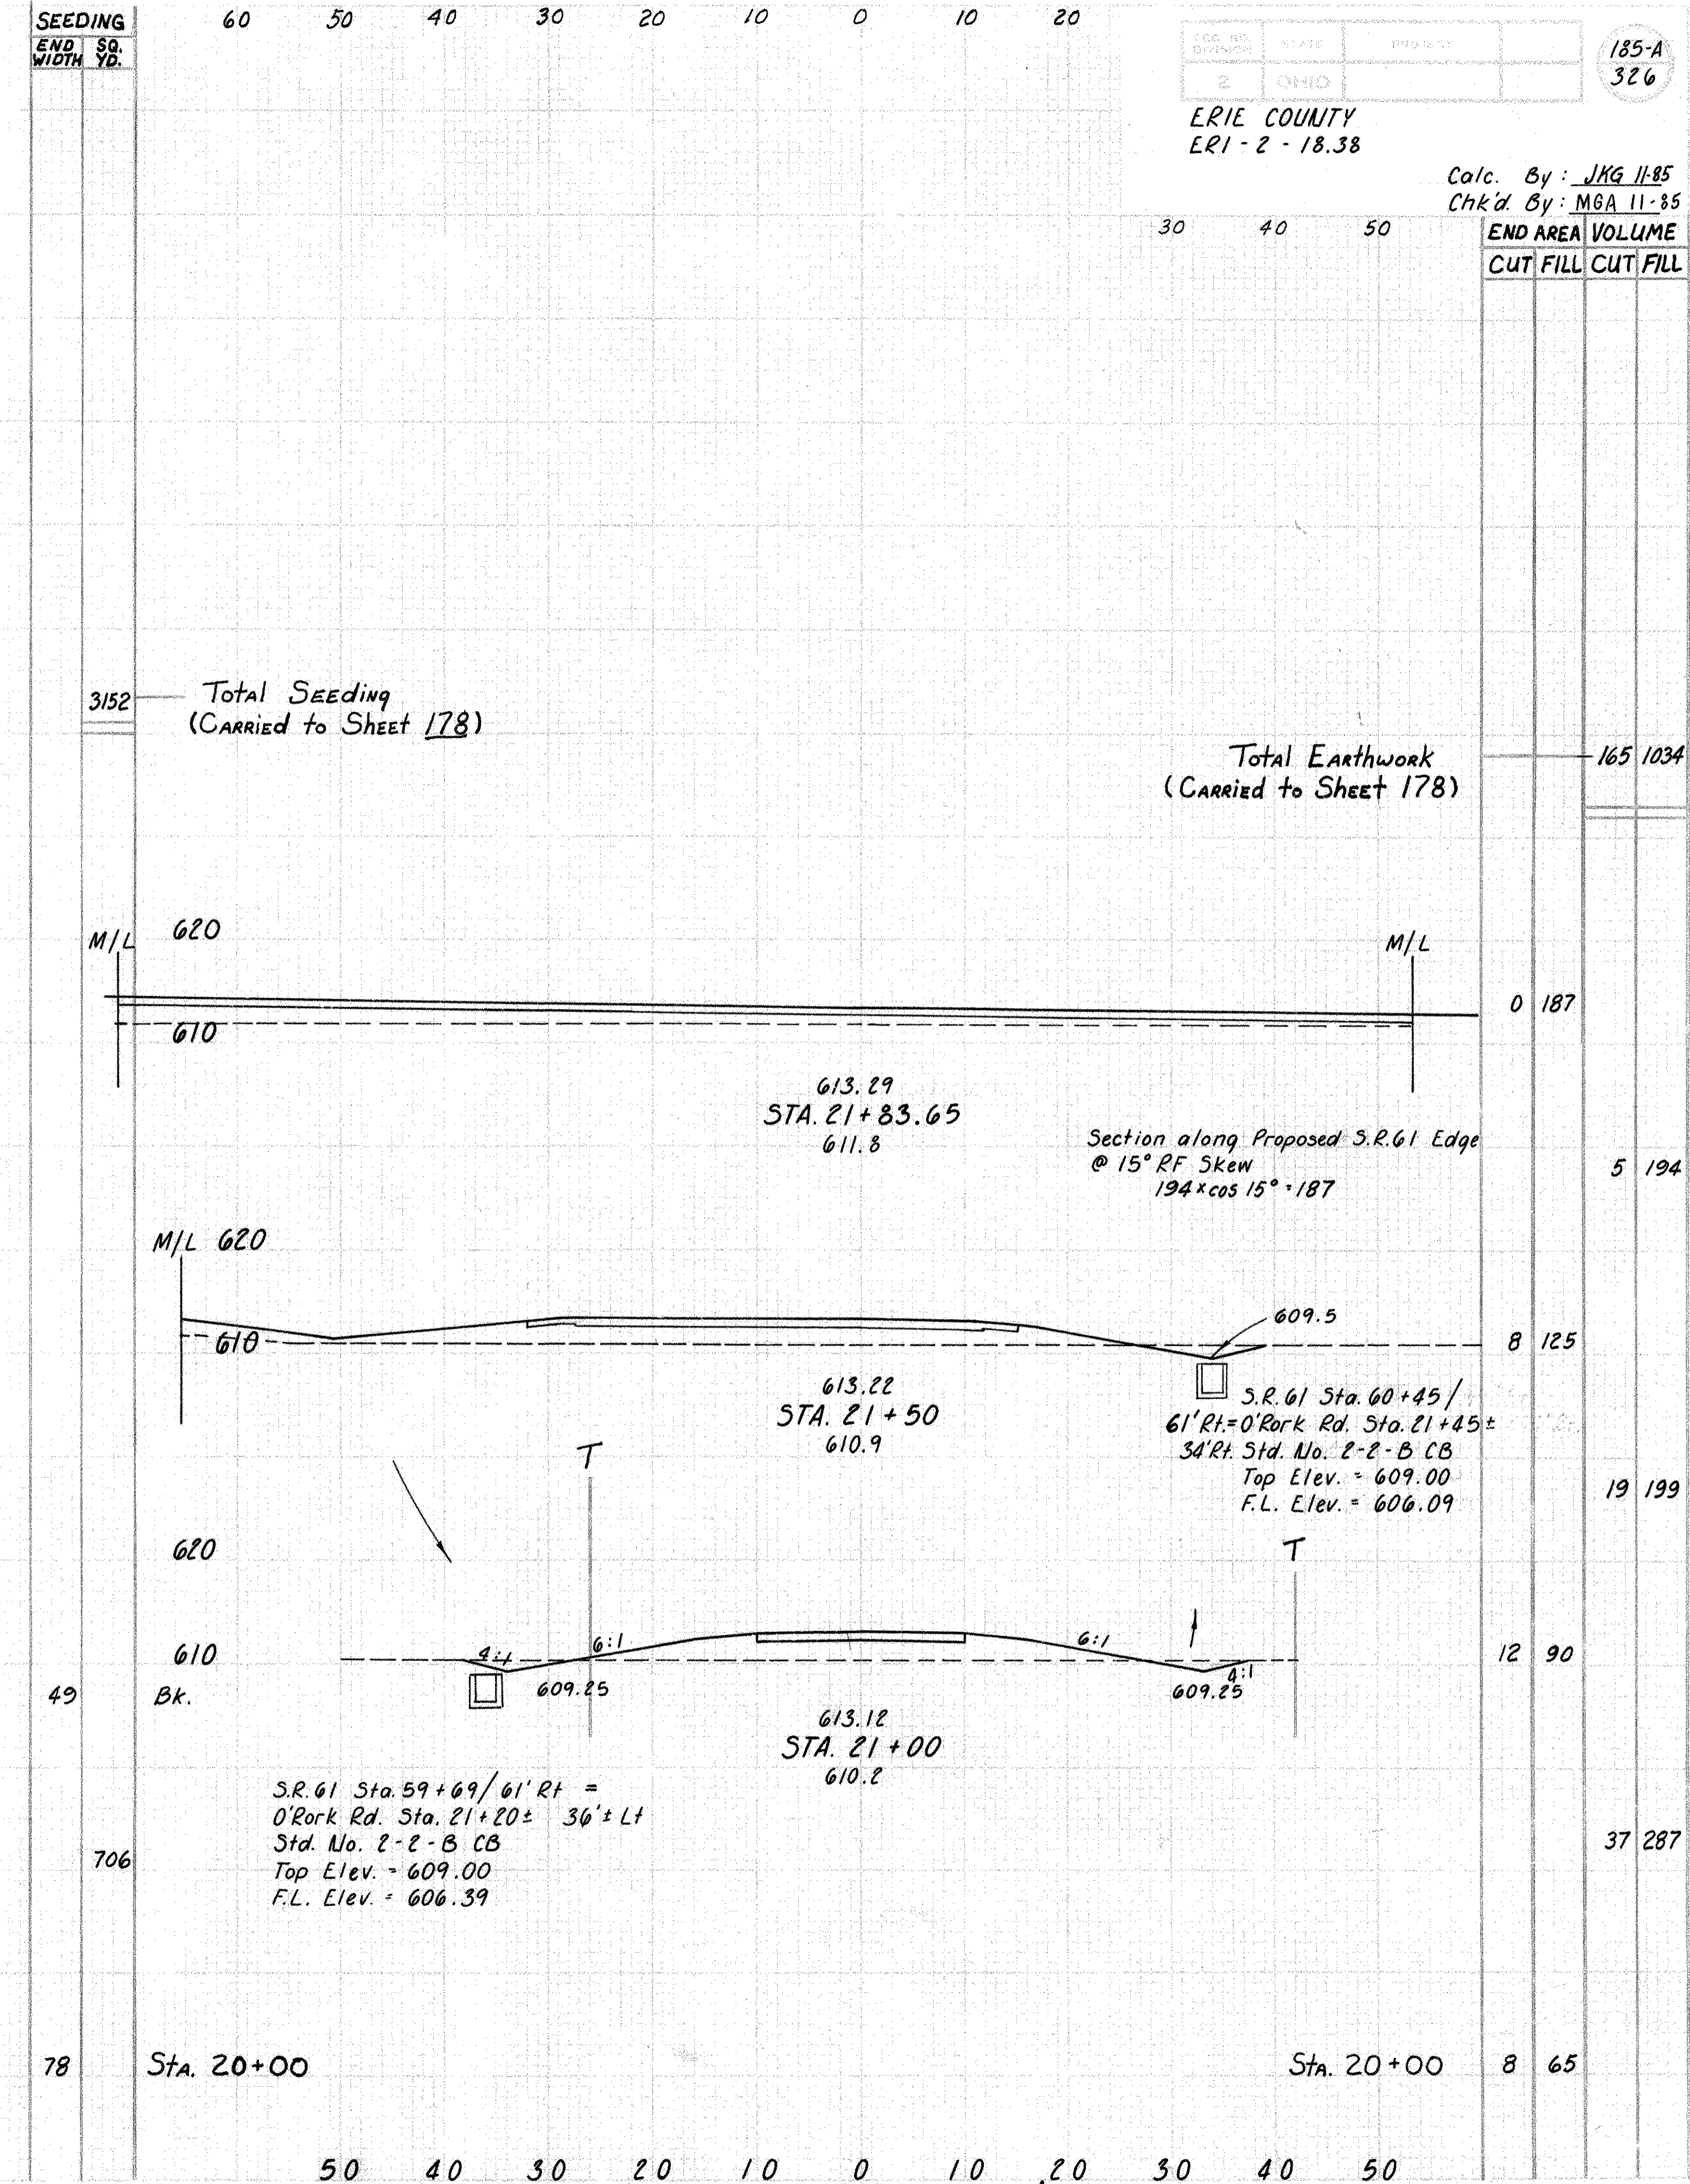 SEEDING
END WIDTH
SQ. YD.
60 50 40 30 20 10 0 10 20
2 OHIO
185-A
326
ERIE COUNTY
ERI - 2 - 18.38
Calc. By: JKG 11-85
Chk'd. By: MGA 11-85
30 40 50
END AREA VOLUME
CUT FILL CUT FILL
3152
Total Seeding
(Carried to Sheet 178)
Total Earthwork
(Carried to Sheet 178)
165 1034
M/L 620
M/L
610
0 187
613.29
STA. 21+83.65
611.8
Section along Proposed S.R.61 Edge
@ 15° RF Skew
194 x cos 15° = 187
5 194
M/L 620
609.5
610
8 125
613.22
STA. 21+50
610.9
S.R.61 Sta. 60+45/
61' Rt.=O'Rork Rd. Sta. 21+45±
34' Rt. Std. No. 2-2-B CB
Top Elev. = 609.00
F.L. Elev. = 606.09
19 199
T
620
T
610
4:1
6:1
6:1
4:1
12 90
49
Bk.
609.25
609.25
613.12
STA. 21+00
610.2
S.R.61 Sta. 59+69/61' Rt =
O'Rork Rd. Sta. 21+20± 36'± Lt
Std. No. 2-2-B CB
Top Elev. = 609.00
F.L. Elev. = 606.39
706
37 287
78
Sta. 20+00
Sta. 20+00
8 65
50 40 30 20 10 0 10 20 30 40 50